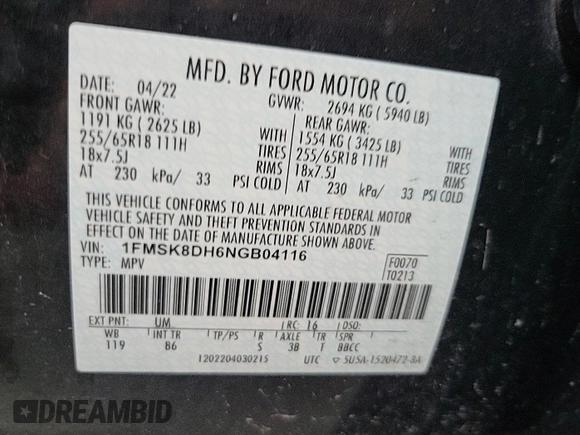 MFD. BY FORD MOTOR CO.
DATE: 04/22 GVWR: 2694 KG ( 5940 LB)
FRONT GAWR: REAR GAWR:
1191 KG ( 2625 LB) WITH 1554 KG ( 3425 LB) WITH
255/65R18 111H TIRES 255/65R18 111H TIRES
18x7.5J RIMS 18x7.5J RIMS
AT 230 kPa/ 33 PSI COLD AT 230 kPa/ 33 PSI COLD
THIS VEHICLE CONFORMS TO ALL APPLICABLE FEDERAL MOTOR
VEHICLE SAFETY AND THEFT PREVENTION STANDARDS IN
EFFECT ON THE DATE OF MANUFACTURE SHOWN ABOVE.
VIN: 1FMSK8DH6NGB04116 F0070
TYPE: MPV T0213
EXT PNT: UM RC: 16 DSO:
WB INT TR TP/PS R AXLE TR SPR
119 B6 S 3B T BBCC
1202204030215 UTC ▽ 5U5A-1520472-BA
DREAMBID